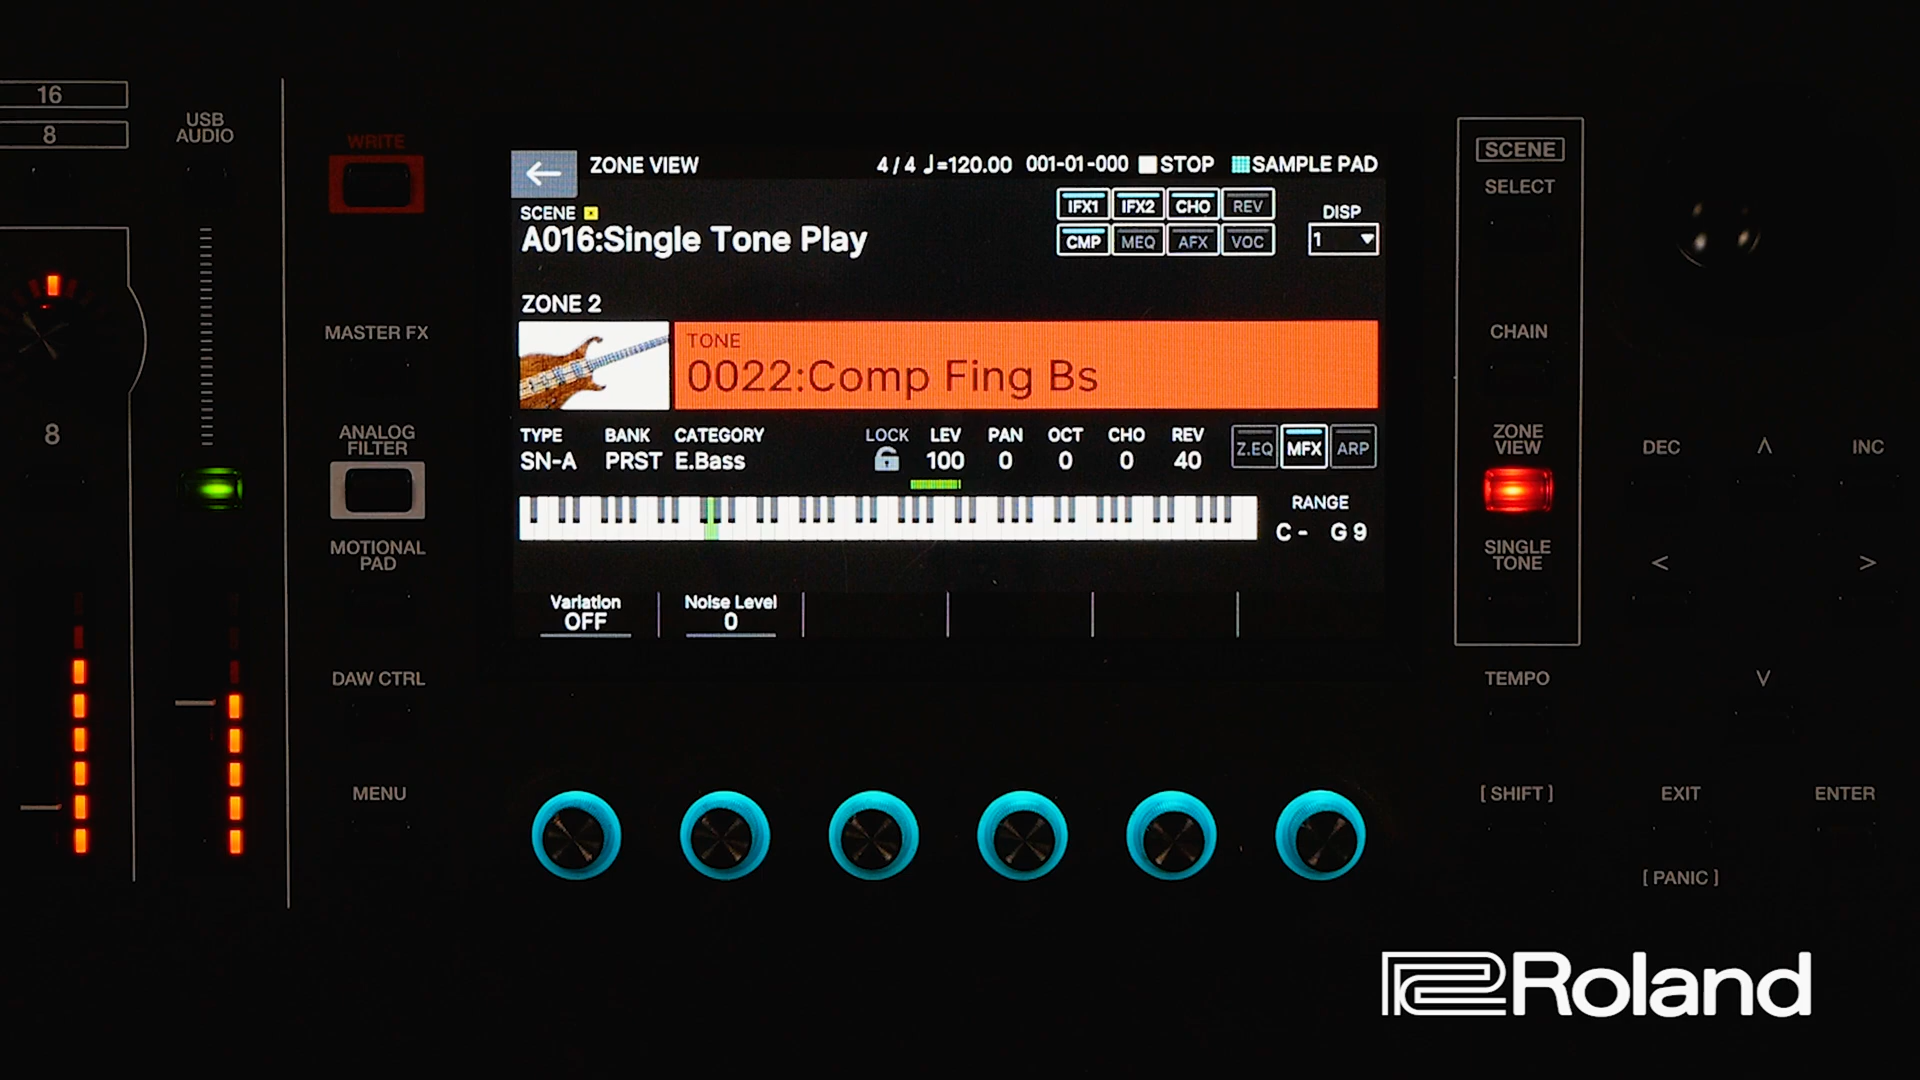 16
8
USB
AUDIO
8
WRITE
MASTER FX
ANALOG
FILTER
MOTIONAL
PAD
DAW CTRL
MENU
ZONE VIEW
4/4 ♩=120.00 001-01-000 STOP SAMPLE PAD
SCENE
A016:Single Tone Play
IFX1 IFX2 CHO REV
CMP MEQ AFX VOC
DISP
1
ZONE 2
TONE
0022:Comp Fing Bs
TYPE BANK CATEGORY LOCK LEV PAN OCT CHO REV
SN-A PRST E.Bass 100 0 0 0 40
Z.EQ MFX ARP
RANGE
C - G 9
Variation Noise Level
OFF 0
SCENE
SELECT
CHAIN
ZONE
VIEW
SINGLE
TONE
TEMPO
[ SHIFT ]
DEC ∧ INC
< >
∨
EXIT ENTER
[ PANIC ]
Roland